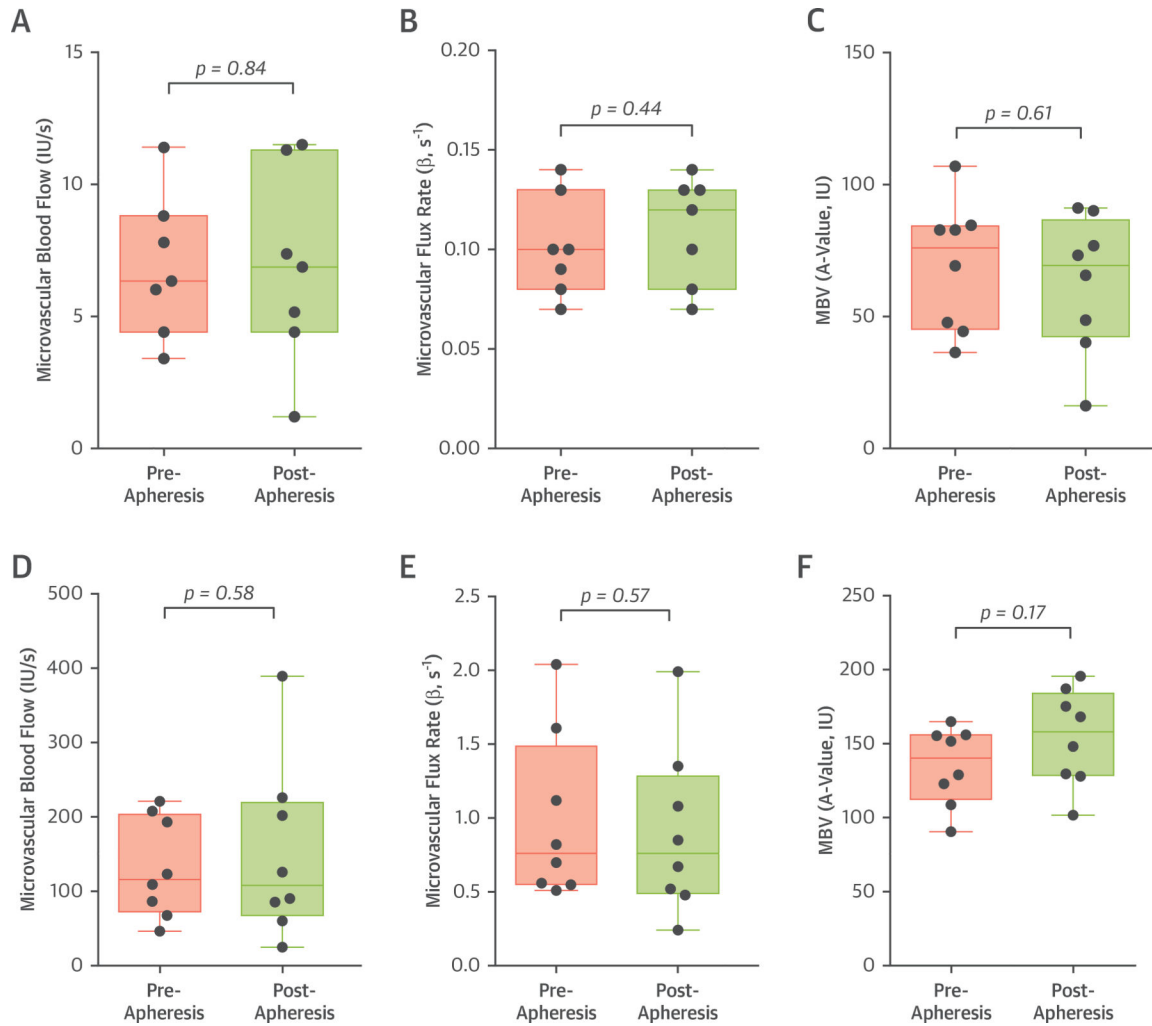 A
Microvascular Blood Flow (IU/s)
15
10
5
0
p = 0.84
Pre-
Apheresis
Post-
Apheresis
B
Microvascular Flux Rate (β, s⁻¹)
0.20
0.15
0.10
0.05
0.00
p = 0.44
Pre-
Apheresis
Post-
Apheresis
C
MBV (A-Value, IU)
150
100
50
0
p = 0.61
Pre-
Apheresis
Post-
Apheresis
D
Microvascular Blood Flow (IU/s)
500
400
300
200
100
0
p = 0.58
Pre-
Apheresis
Post-
Apheresis
E
Microvascular Flux Rate (β, s⁻¹)
2.5
2.0
1.5
1.0
0.5
0.0
p = 0.57
Pre-
Apheresis
Post-
Apheresis
F
MBV (A-Value, IU)
250
200
150
100
50
0
p = 0.17
Pre-
Apheresis
Post-
Apheresis